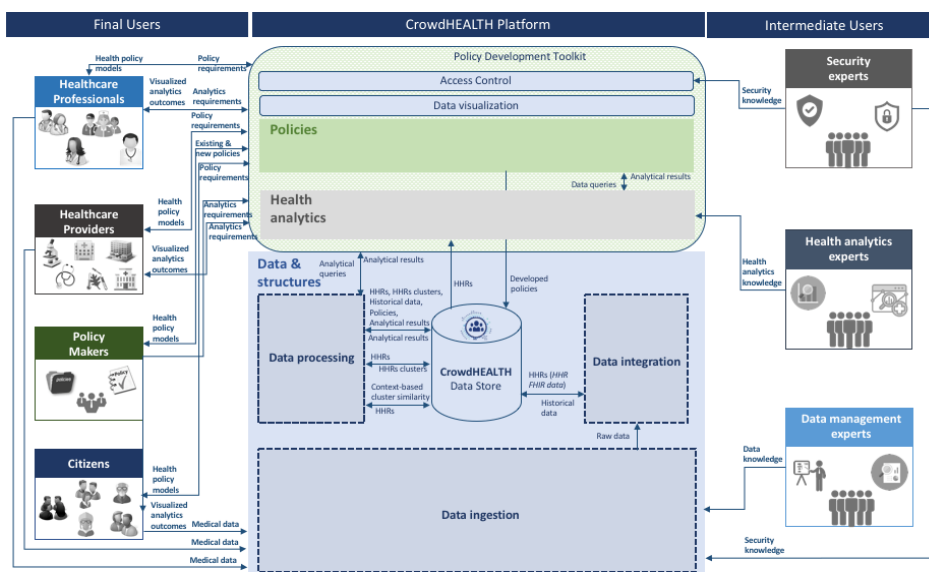 Final Users
CrowdHEALTH Platform
Intermediate Users
Health policy
models
Policy
requirements
Healthcare
Professionals
Visualized
analytics
outcomes
Analytics
requirements
Policy
requirements
Existing &
new policies
Policy
requirements
Healthcare
Providers
Health
policy
models
Analytics
requirements
Analytics
requirements
Visualized
analytics
outcomes
Policy
Makers
policies
Policy
Health
policy
models
Citizens
Health
policy
models
Visualized
analytics
outcomes
Medical data
Medical data
Medical data
Policy Development Toolkit
Access Control
Data visualization
Policies
Analytical results
Data queries
Health
analytics
Data &
structures
Analytical
queries
Analytical results
HHRs
Developed
policies
HHRs, HHRs clusters,
Historical data,
Policies,
Analytical results
Analytical results
Data processing
HHRs
HHRs clusters
Context-based
cluster similarity
HHRs
CrowdHEALTH
Data Store
HHRs (HHR
FHIR data)
Historical
data
Data integration
Raw data
Data ingestion
Security
experts
Security
knowledge
Health analytics
experts
Health
analytics
knowledge
Data management
experts
Data
knowledge
Security
knowledge